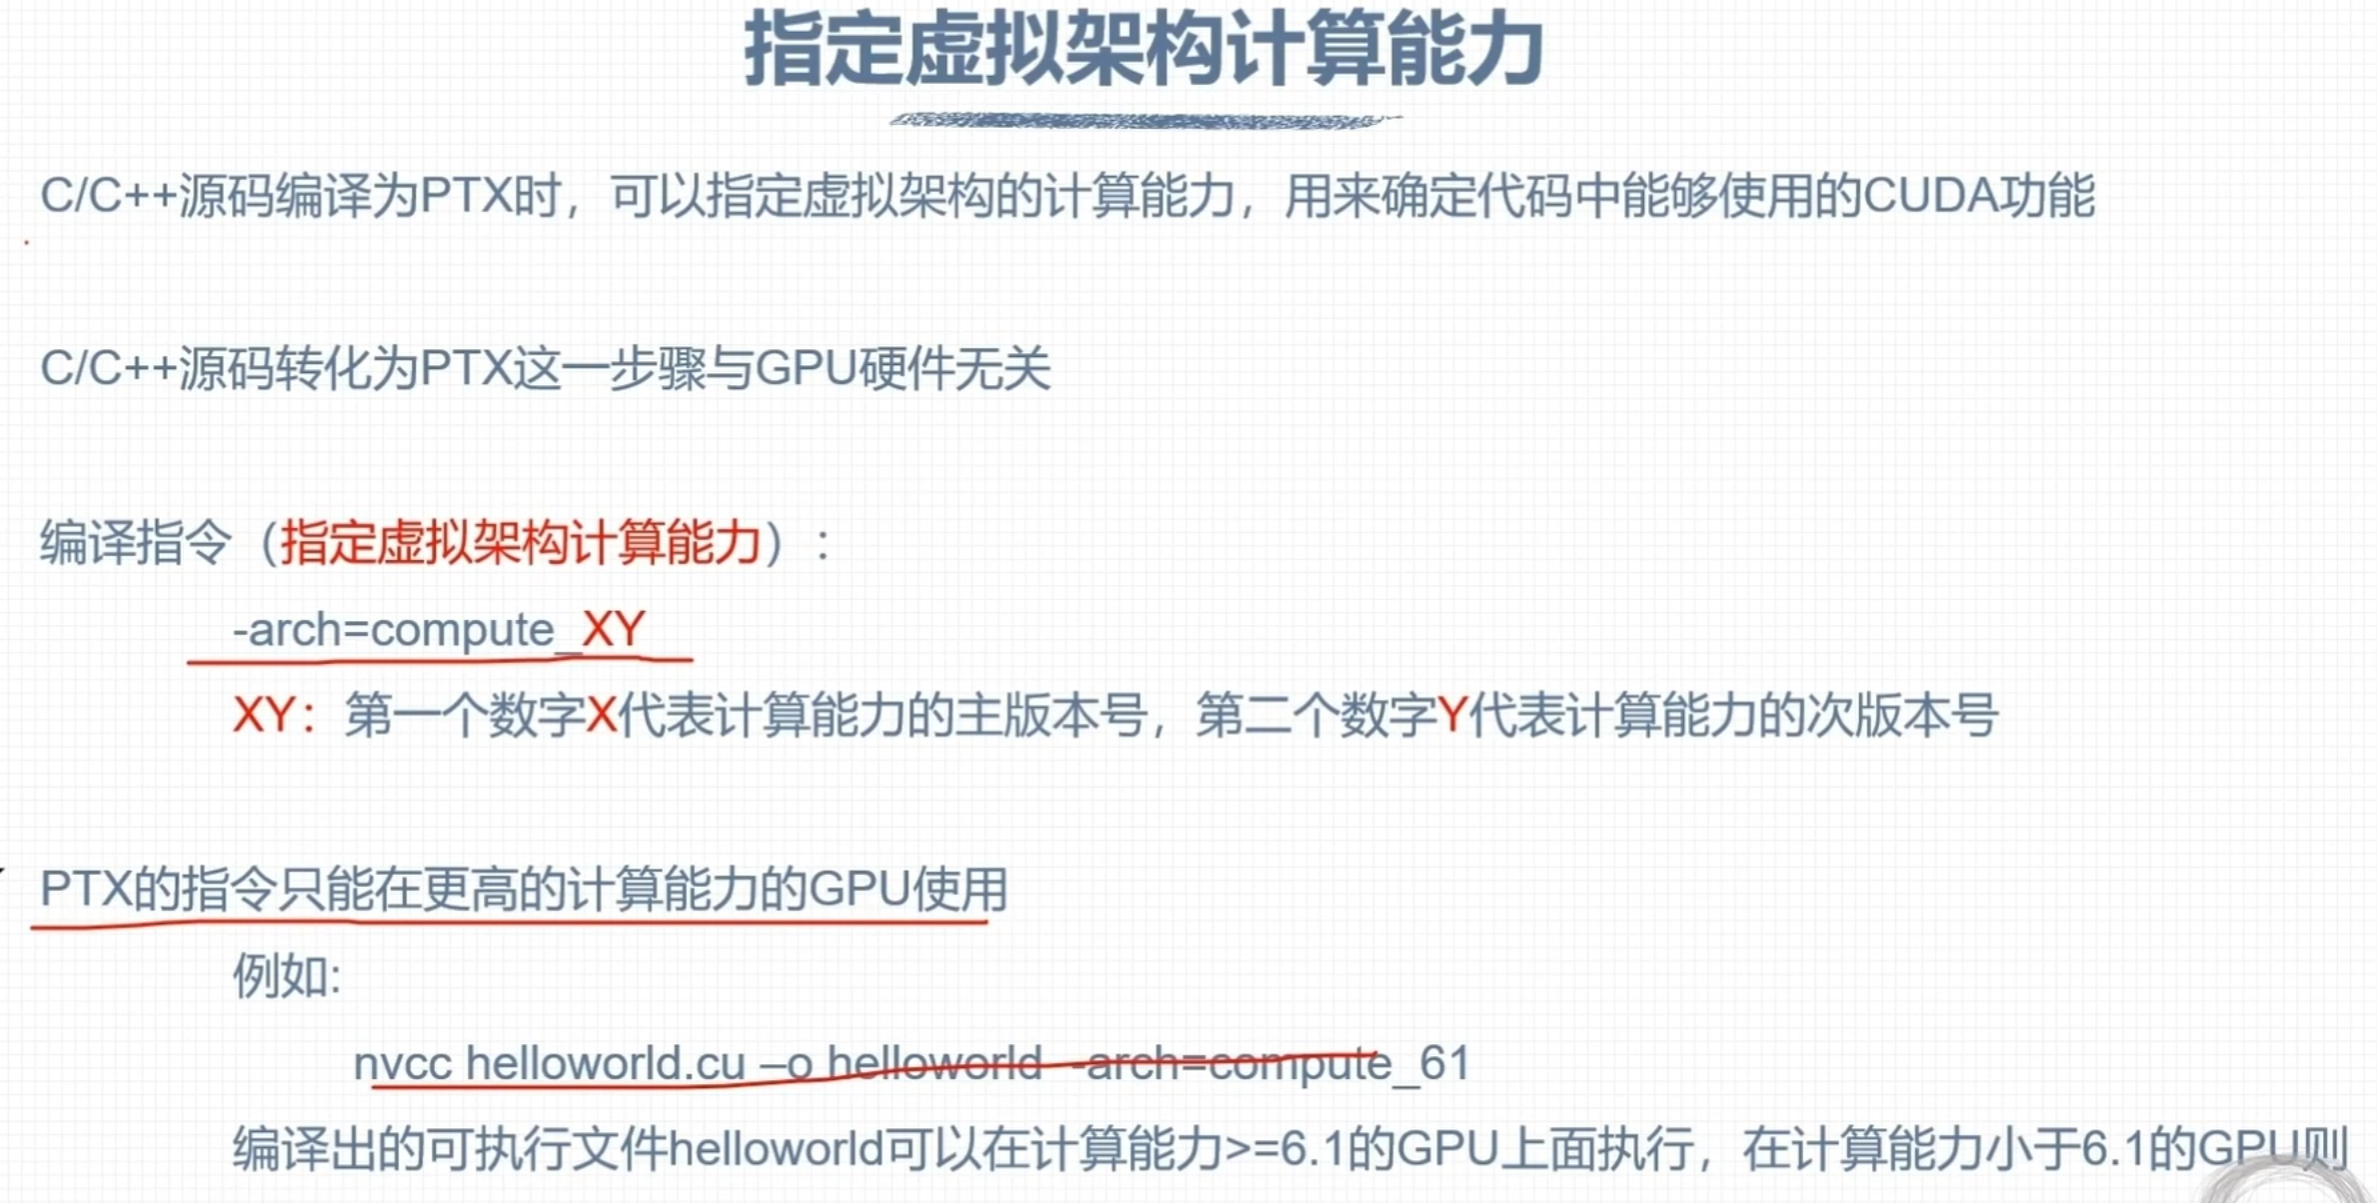 指定虚拟架构计算能力
C/C++源码编译为PTX时，可以指定虚拟架构的计算能力，用来确定代码中能够使用的CUDA功能
C/C++源码转化为PTX这一步骤与GPU硬件无关
编译指令（指定虚拟架构计算能力）：
-arch=compute_XY
XY：第一个数字X代表计算能力的主版本号，第二个数字Y代表计算能力的次版本号
PTX的指令只能在更高的计算能力的GPU使用
例如:
nvcc helloworld.cu –o helloworld -arch=compute_61
编译出的可执行文件helloworld可以在计算能力>=6.1的GPU上面执行，在计算能力小于6.1的GPU则